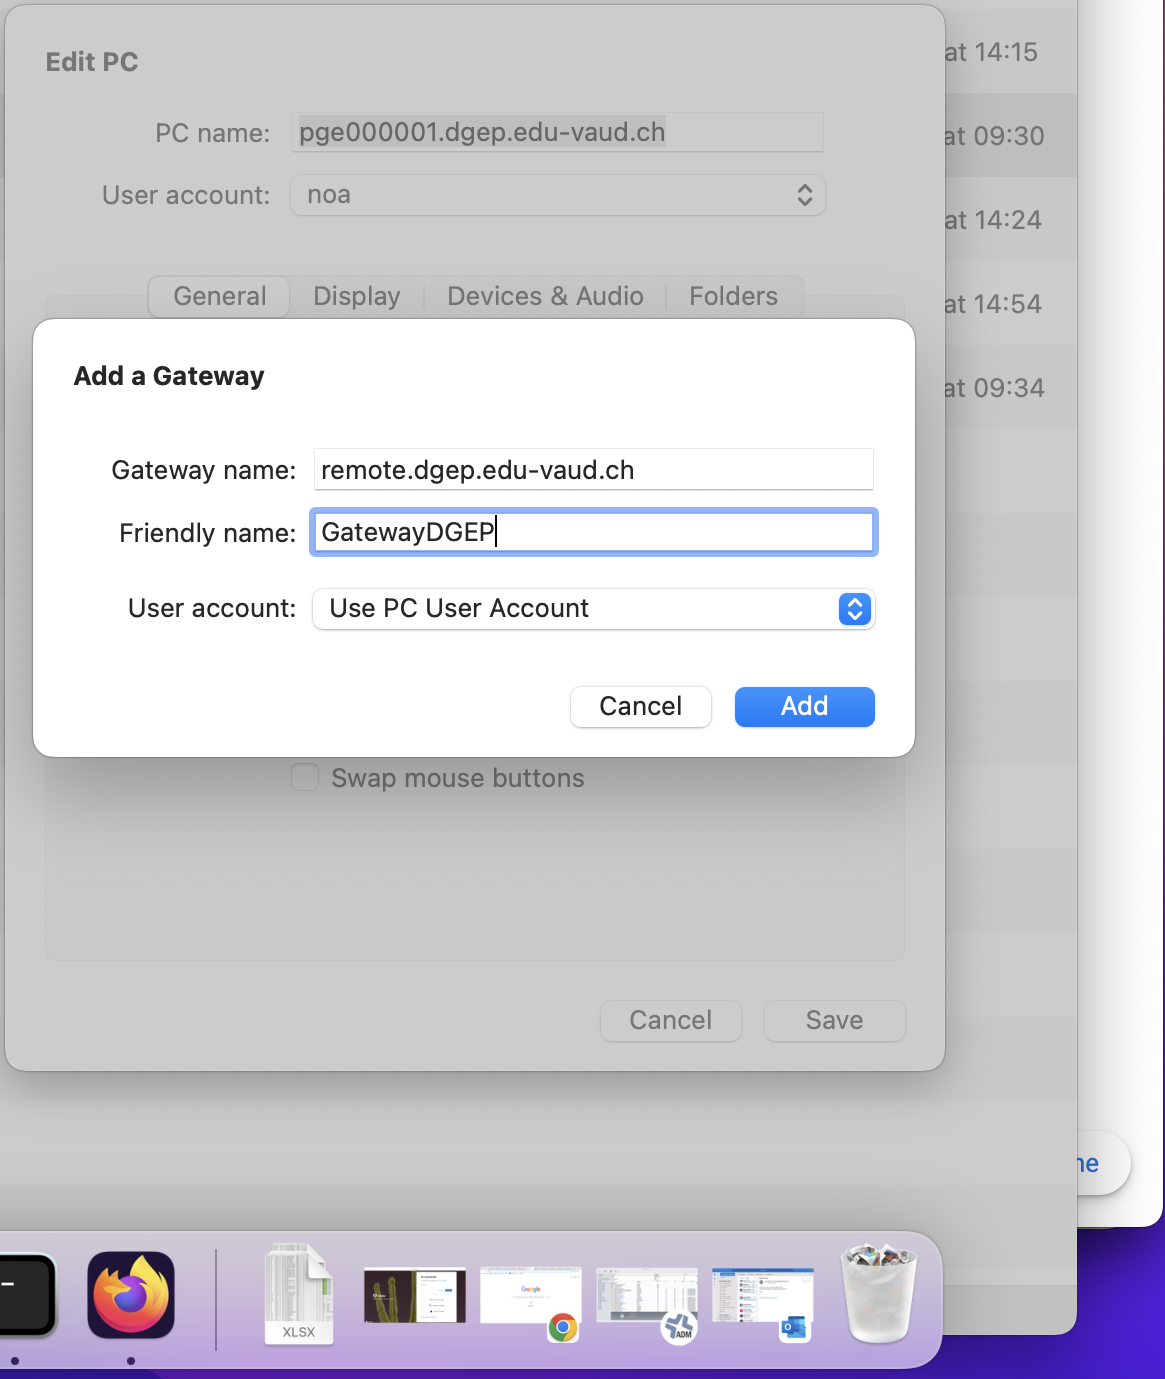 Edit PC
at 14:15
PC name: pge000001.dgep.edu-vaud.ch
at 09:30
User account: noa
at 14:24
General Display Devices & Audio Folders
at 14:54
Add a Gateway
at 09:34
Gateway name: remote.dgep.edu-vaud.ch
Friendly name: GatewayDGEP
User account: Use PC User Account
Cancel Add
Swap mouse buttons
Cancel Save
XLSX
Google
ADM